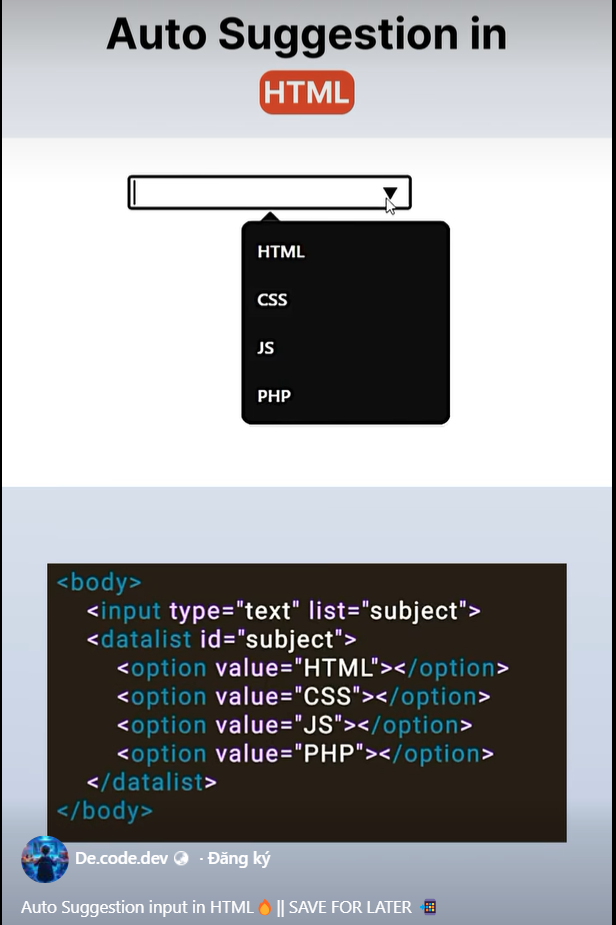 Auto Suggestion in
HTML
HTML
CSS
JS
PHP
<body>
<input type="text" list="subject">
<datalist id="subject">
<option value="HTML"></option>
<option value="CSS"></option>
<option value="JS"></option>
<option value="PHP"></option>
</datalist>
</body>
De.code.dev · Đăng ký
Auto Suggestion input in HTML🔥|| SAVE FOR LATER 📲